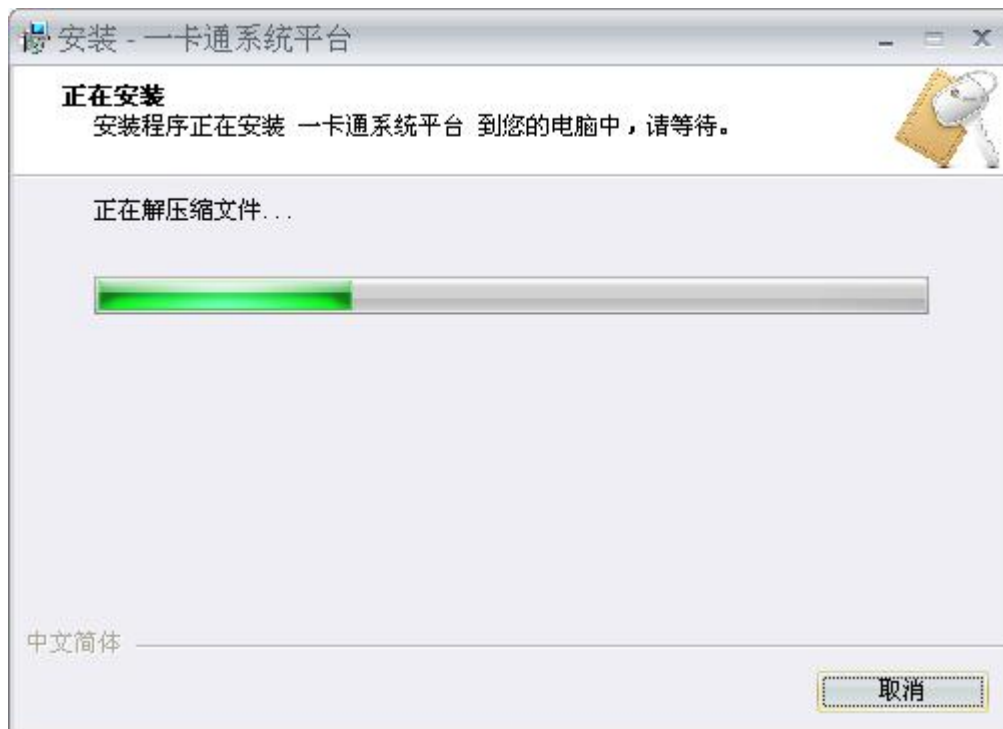 安装 - 一卡通系统平台
正在安装
安装程序正在安装 一卡通系统平台 到您的电脑中，请等待。
正在解压缩文件...
中文简体
取消